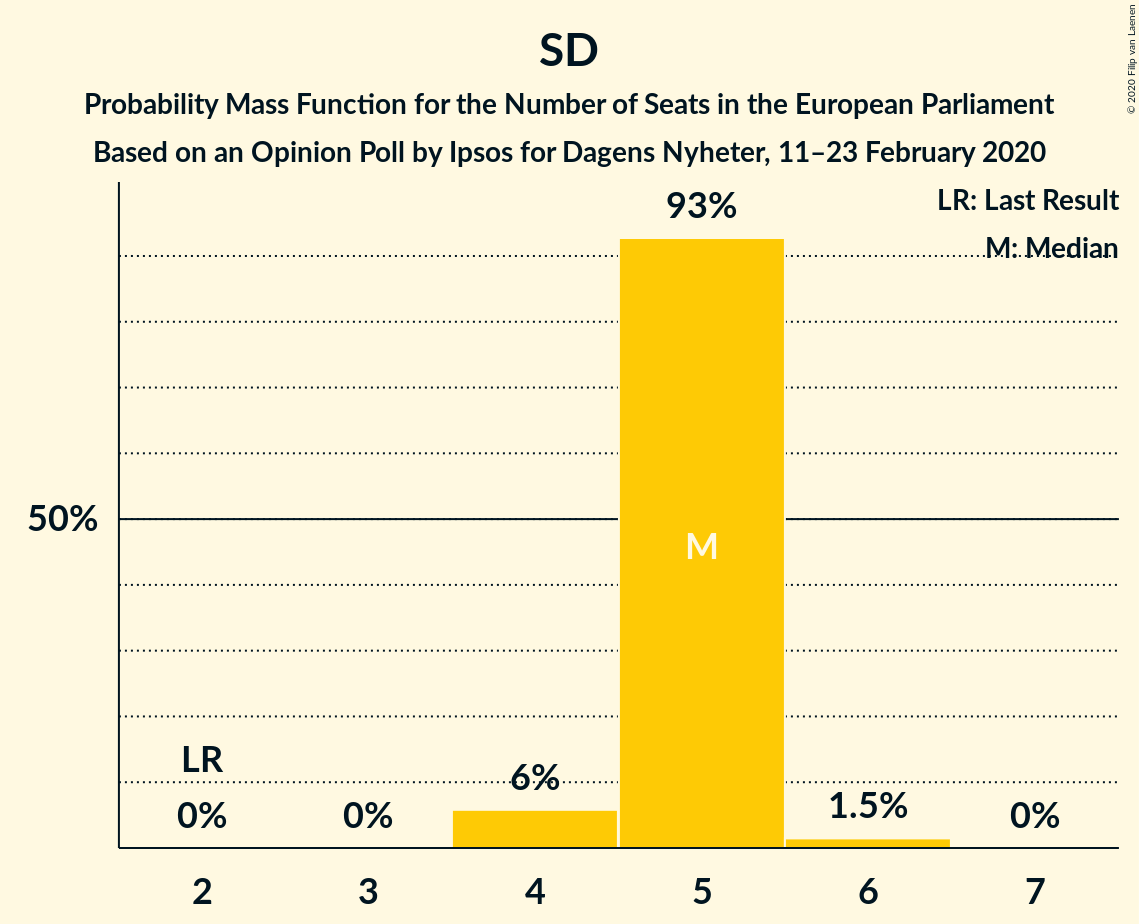 SD
Probability Mass Function for the Number of Seats in the European Parliament
Based on an Opinion Poll by Ipsos for Dagens Nyheter, 11–23 February 2020
© 2020 Filip van Laenen
LR: Last Result
M: Median
93%
50%
M
LR
0%
0%
6%
1.5%
0%
2 3 4 5 6 7